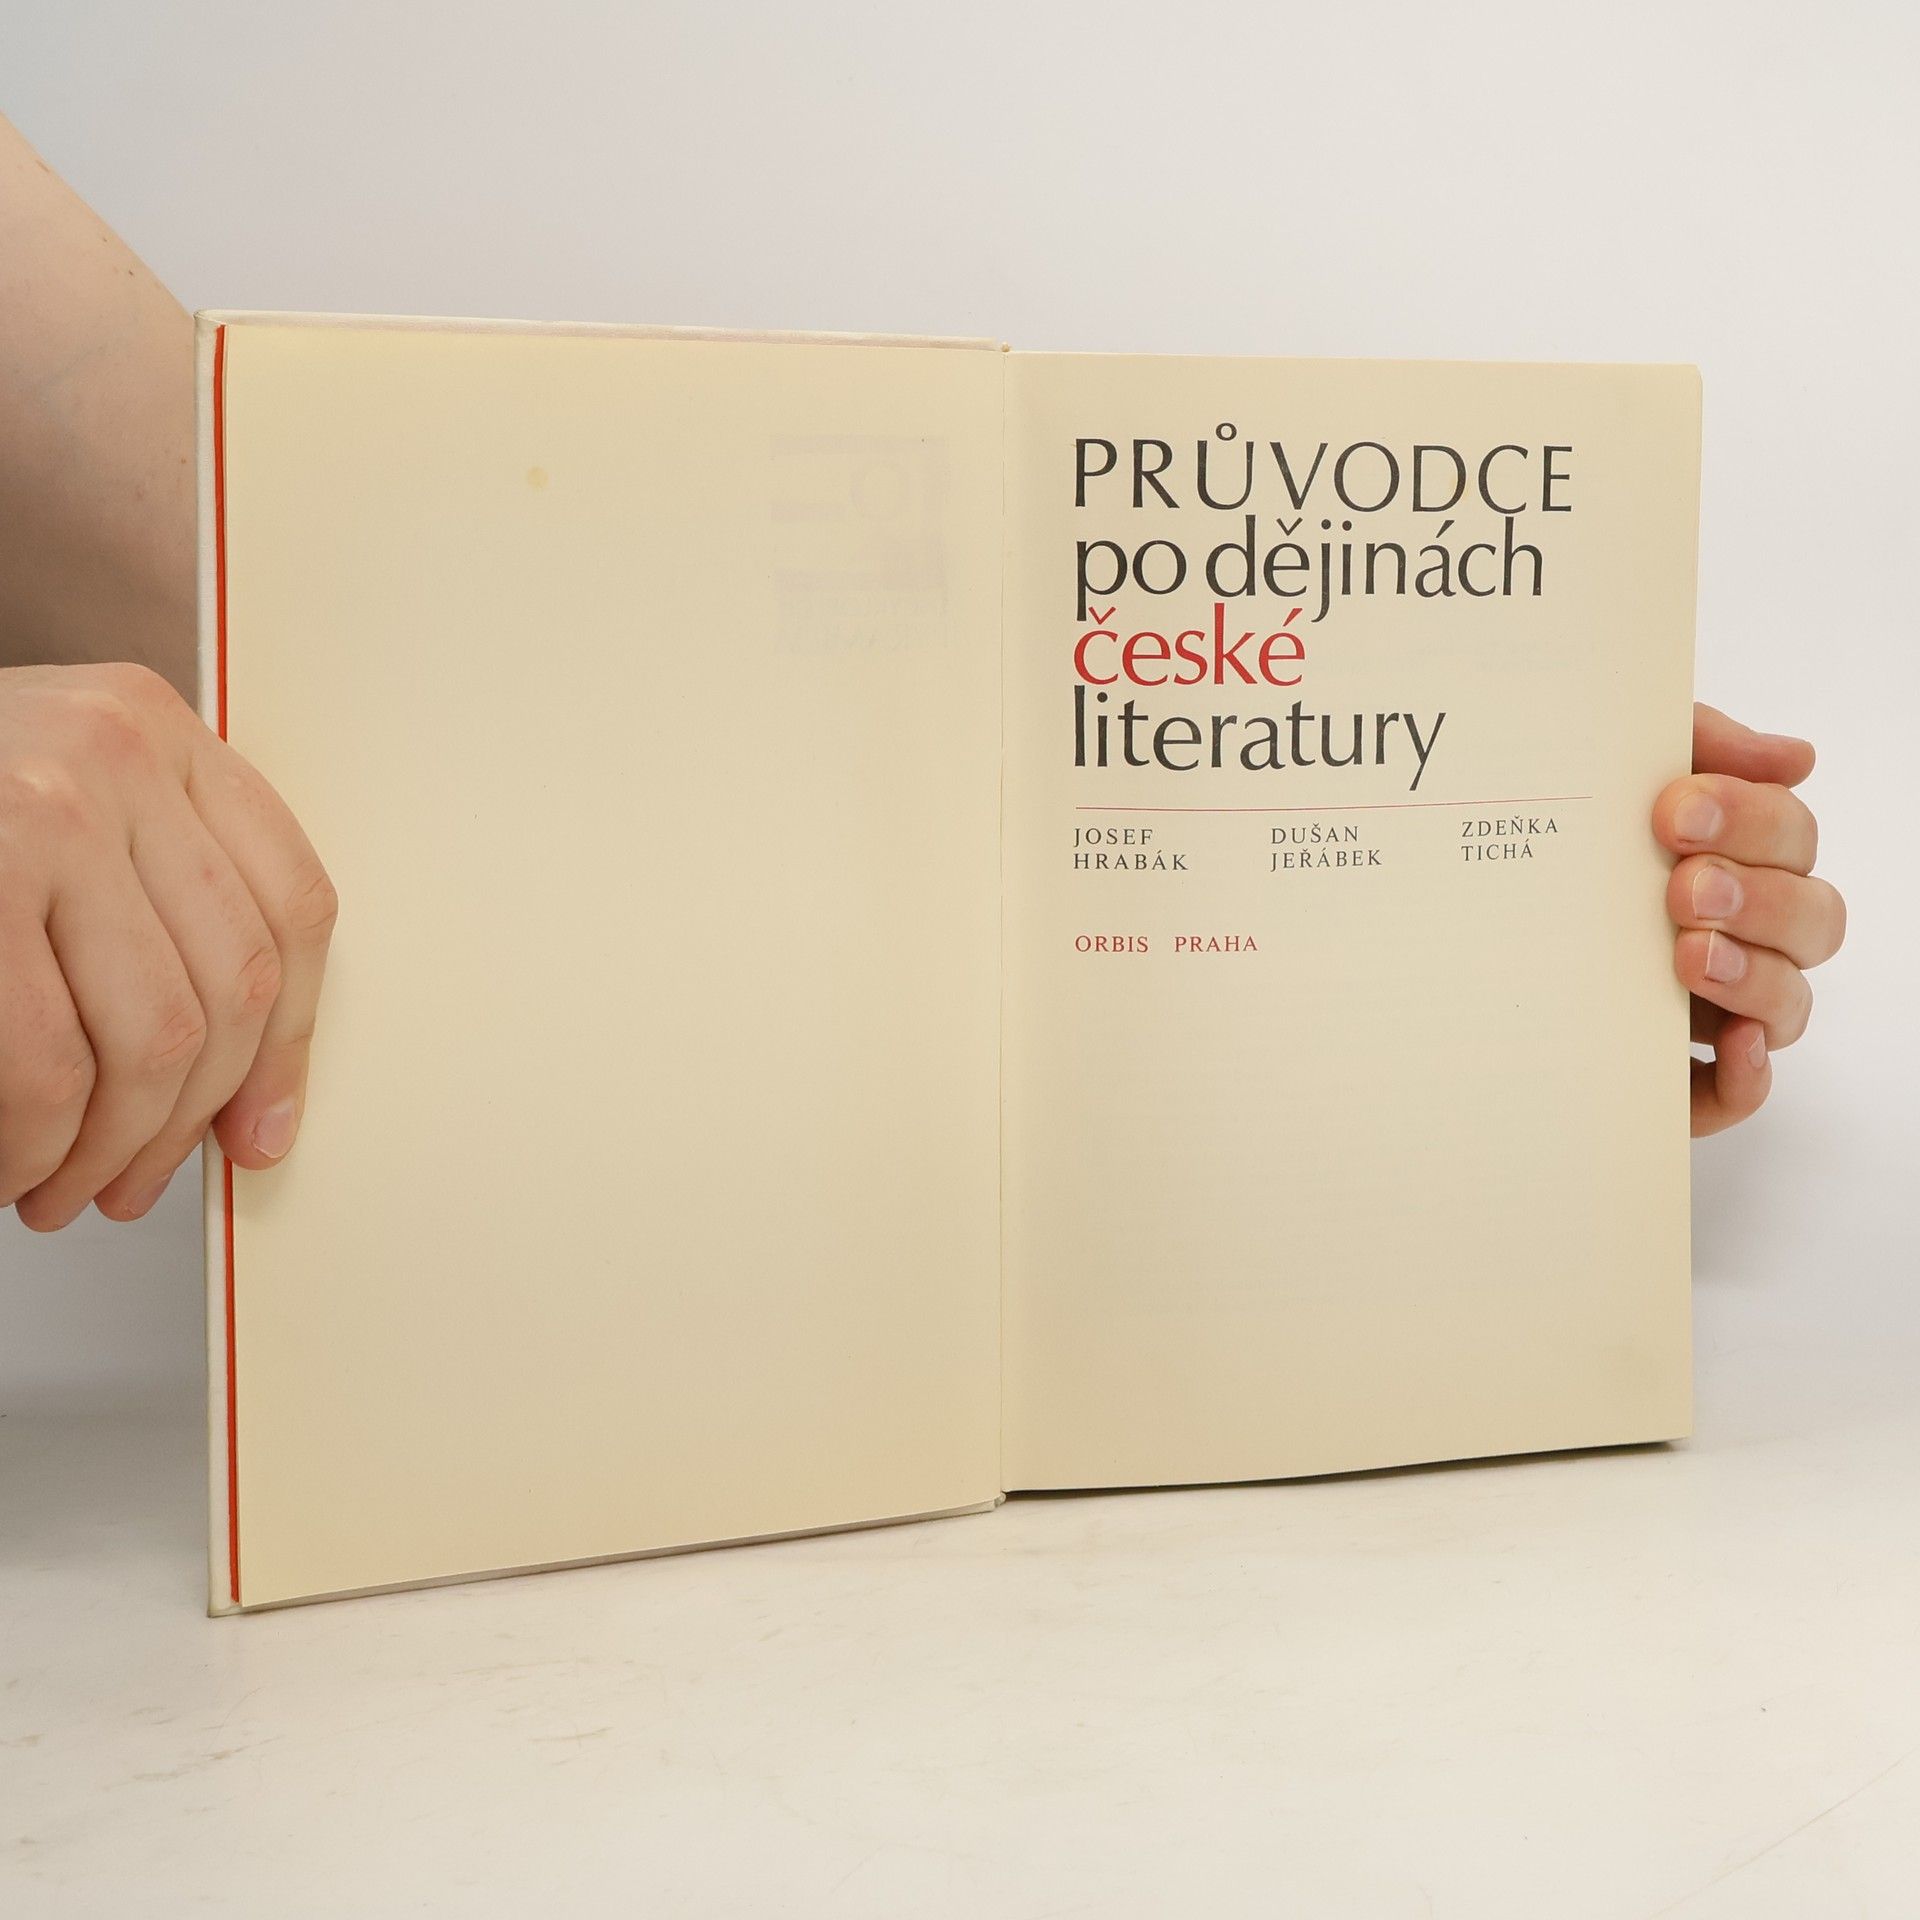 PRŮVODCE
po dějinách
české
literatury
JOSEF
HRABÁK
DUŠAN
JEŘÁBEK
ZDEŇKA
TICHÁ
ORBIS PRAHA